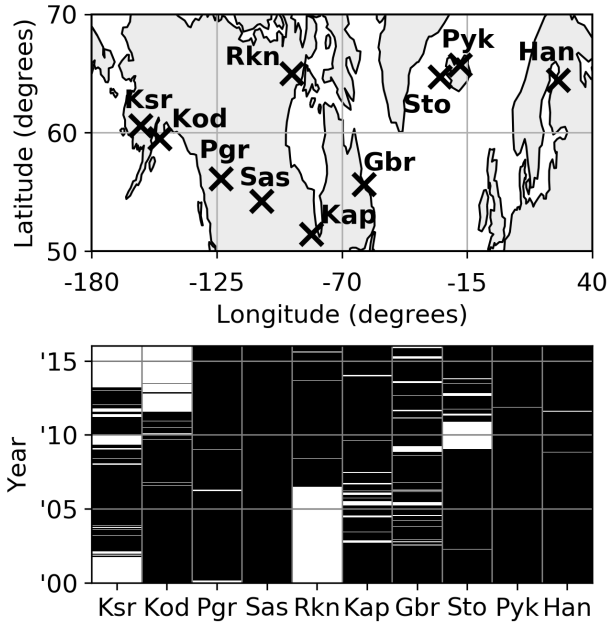 70
60
50
Latitude (degrees)
Rkn
Pyk
Han
Ksr
Kod
Sto
Pgr
Sas
Gbr
Kap
-180 -125 -70 -15 40
Longitude (degrees)
'15
'10
'05
'00
Year
Ksr Kod Pgr Sas Rkn Kap Gbr Sto Pyk Han